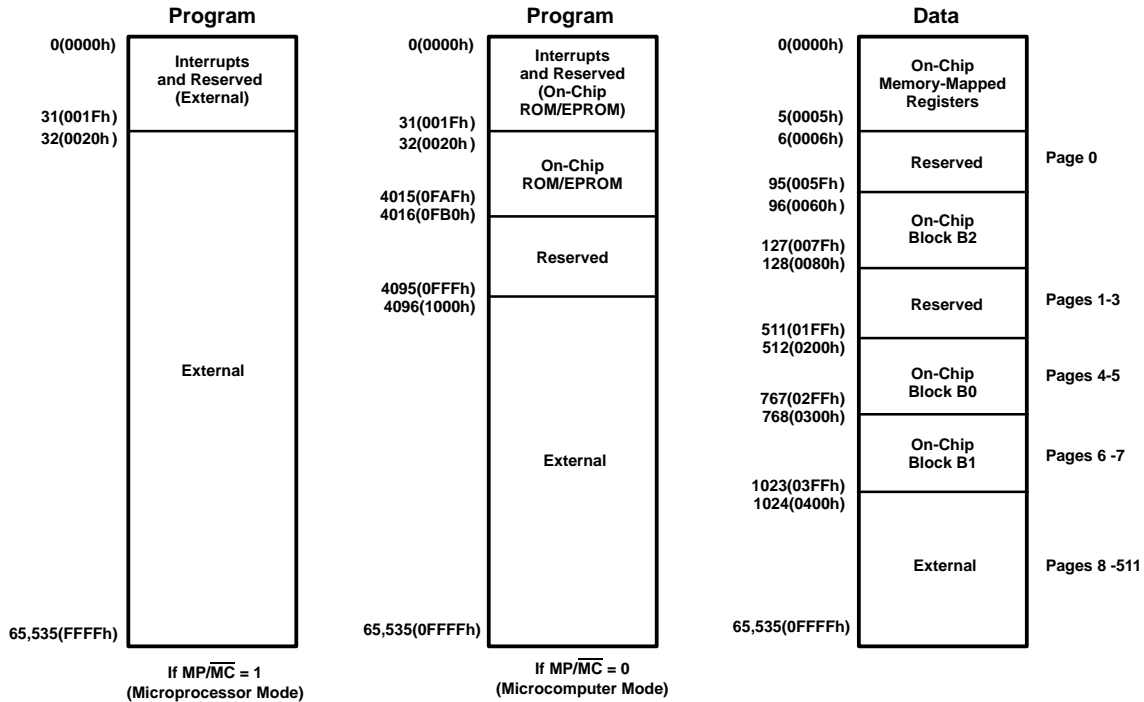 Program
0(0000h)
Interrupts
and Reserved
(External)
31(001Fh)
32(0020h)
External
65,535(FFFFh)
If MP/M̅C̅ = 1
(Microprocessor Mode)
Program
0(0000h)
Interrupts
and Reserved
(On-Chip
ROM/EPROM)
31(001Fh)
32(0020h)
On-Chip
ROM/EPROM
4015(0FAFh)
4016(0FB0h)
Reserved
4095(0FFFh)
4096(1000h)
External
65,535(0FFFFh)
If MP/M̅C̅ = 0
(Microcomputer Mode)
Data
0(0000h)
On-Chip
Memory-Mapped
Registers
5(0005h)
6(0006h)
Reserved
Page 0
95(005Fh)
96(0060h)
On-Chip
Block B2
127(007Fh)
128(0080h)
Reserved
Pages 1-3
511(01FFh)
512(0200h)
On-Chip
Block B0
Pages 4-5
767(02FFh)
768(0300h)
On-Chip
Block B1
Pages 6 -7
1023(03FFh)
1024(0400h)
External
Pages 8 -511
65,535(0FFFFh)